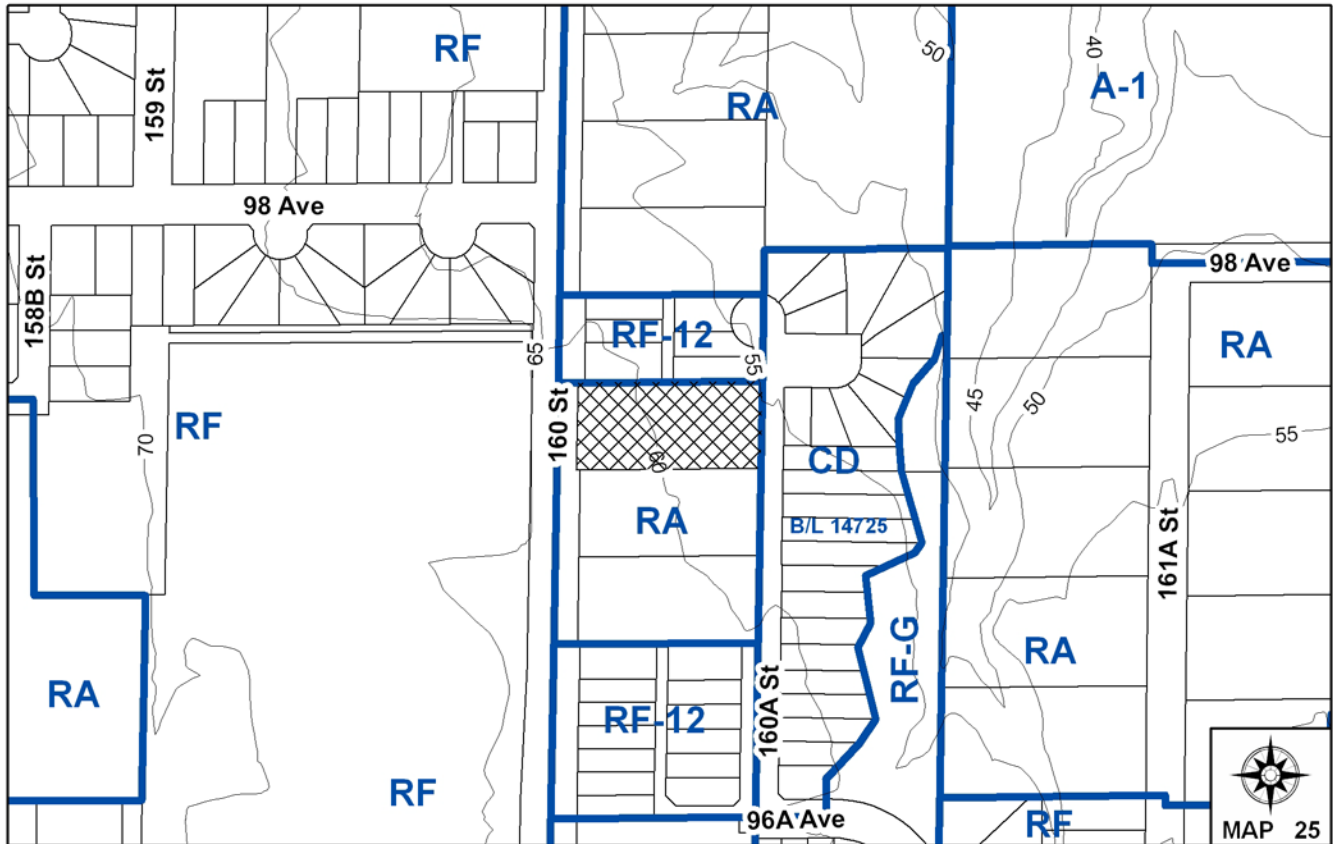 RF
159 St
RA
50
40
A-1
98 Ave
98 Ave
158B St
65
RF-12
55
RA
160 St
70
RF
60
CD
45
50
55
RA
B/L 14725
161A St
RA
RF-12
160A St
RF-G
RA
RF
96A Ave
RF
MAP 25